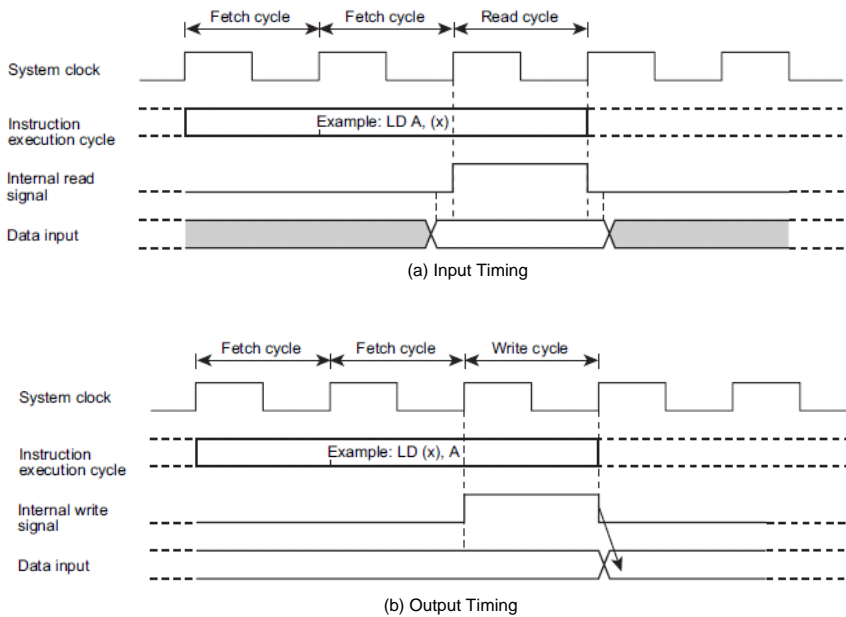 Fetch cycle Fetch cycle Read cycle
System clock
Instruction
execution cycle
Example: LD A, (x)
Internal read
signal
Data input
(a) Input Timing
Fetch cycle Fetch cycle Write cycle
System clock
Instruction
execution cycle
Example: LD (x), A
Internal write
signal
Data input
(b) Output Timing